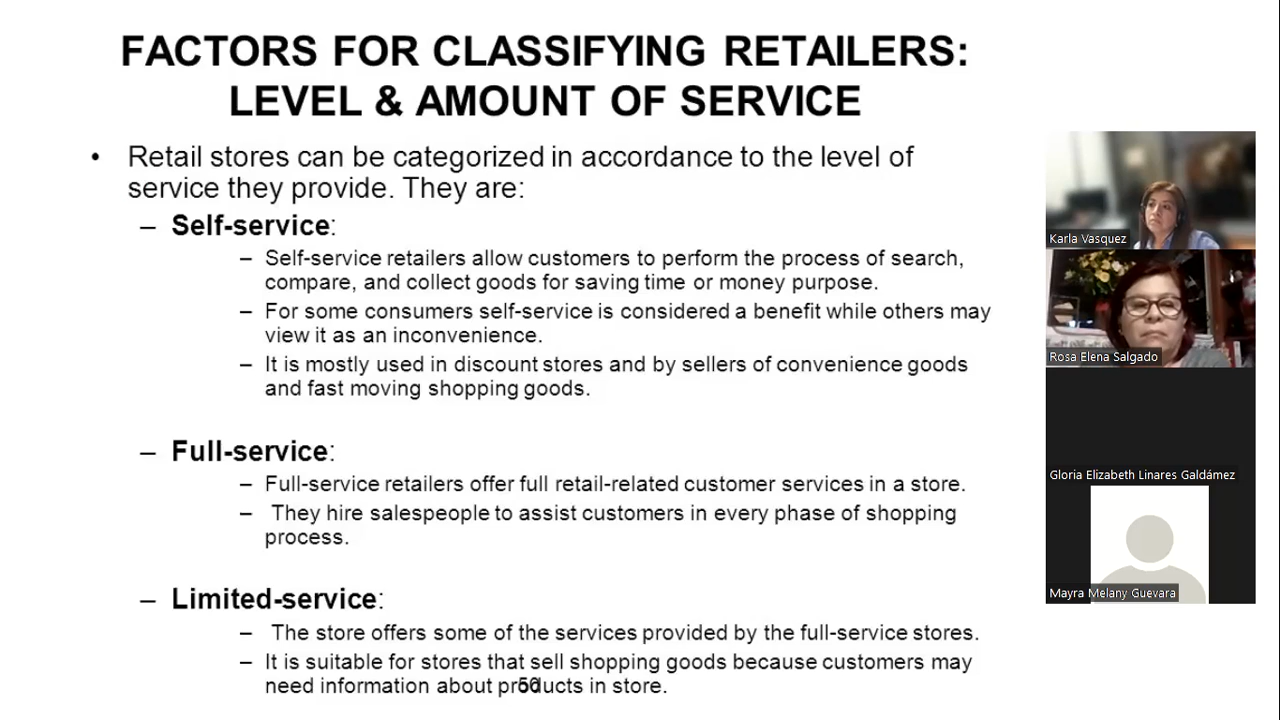 FACTORS FOR CLASSIFYING RETAILERS:
LEVEL & AMOUNT OF SERVICE
• Retail stores can be categorized in accordance to the level of
service they provide. They are:
– Self-service:
– Self-service retailers allow customers to perform the process of search,
compare, and collect goods for saving time or money purpose.
– For some consumers self-service is considered a benefit while others may
view it as an inconvenience.
– It is mostly used in discount stores and by sellers of convenience goods
and fast moving shopping goods.
– Full-service:
– Full-service retailers offer full retail-related customer services in a store.
– They hire salespeople to assist customers in every phase of shopping
process.
– Limited-service:
– The store offers some of the services provided by the full-service stores.
– It is suitable for stores that sell shopping goods because customers may
need information about products in store.
50
Karla Vasquez
Rosa Elena Salgado
Gloria Elizabeth Linares Galdámez
Mayra Melany Guevara